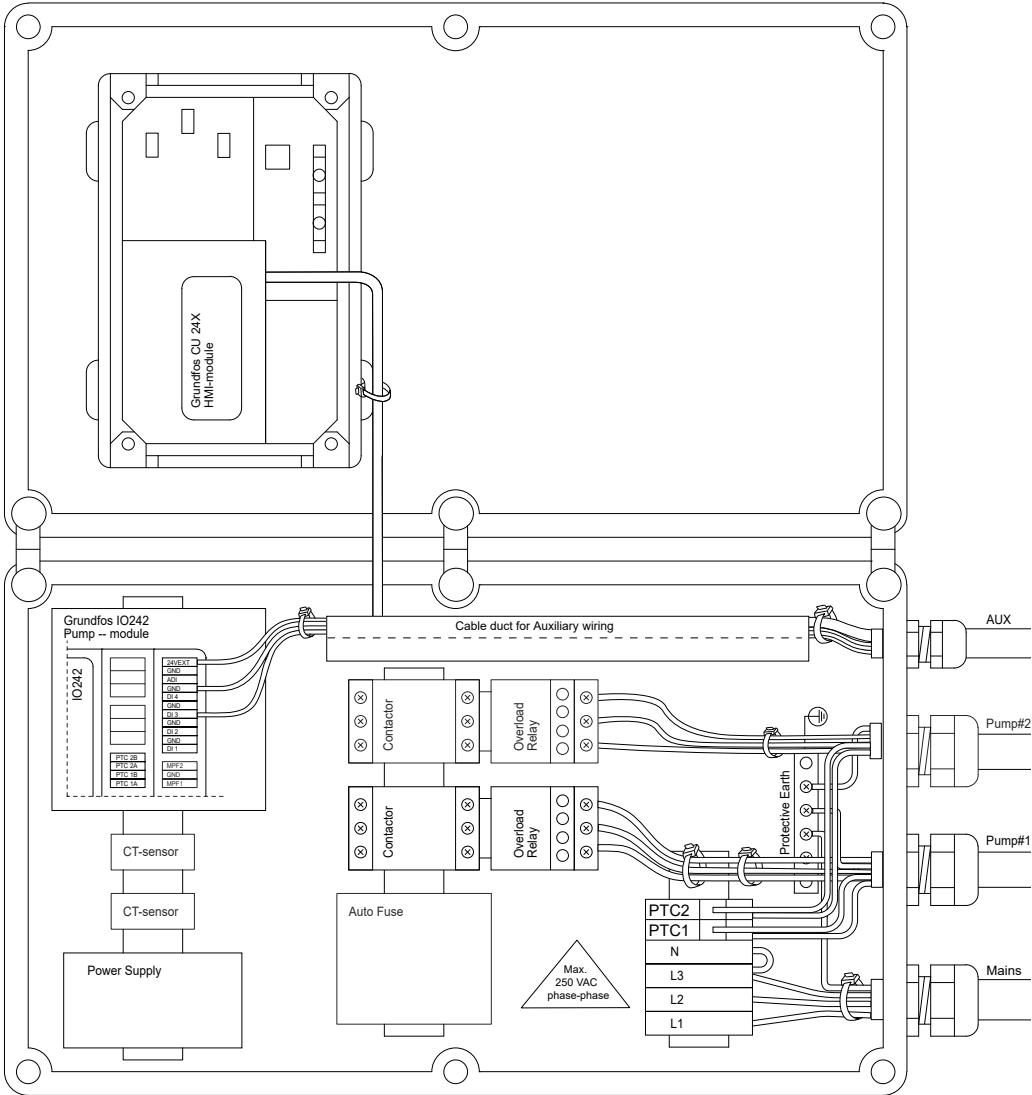 Grundfos CU 24X
HMI-module
Grundfos IO242
Pump -- module
IO242
24VEXT
GND
ADI
GND
DI 4
GND
DI 3
GND
DI 2
GND
DI 1
PTC 2B
PTC 2A
PTC 1B
PTC 1A
MPF2
GND
MPF1
Cable duct for Auxiliary wiring
AUX
Contactor
Overload
Relay
Pump#2
Contactor
Overload
Relay
Protective Earth
Pump#1
CT-sensor
CT-sensor
Power Supply
Auto Fuse
Max.
250 VAC
phase-phase
PTC2
PTC1
N
L3
L2
L1
Mains